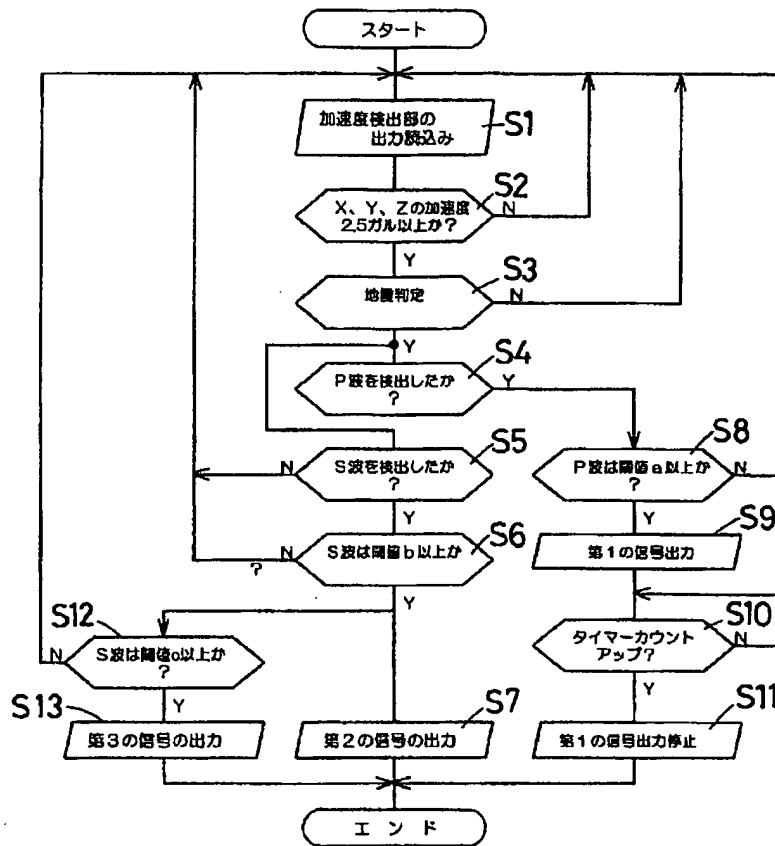 スタート
加速度検出部の
出力読込み
S1
S2
X、Y、Zの加速度
2.5ガル以上か？
N
Y
S3
地震判定
N
Y
S4
P波を検出したか
？
Y
S5
S波を検出したか
？
N
Y
S8
P波は閾値a以上か
？
N
Y
S6
S波は閾値b以上か
N
？
Y
S9
第1の信号出力
S10
タイマーカウント
アップ？
N
Y
S12
S波は閾値c以上か
？
N
Y
S13
第3の信号の出力
S7
第2の信号の出力
S11
第1の信号出力停止
エンド